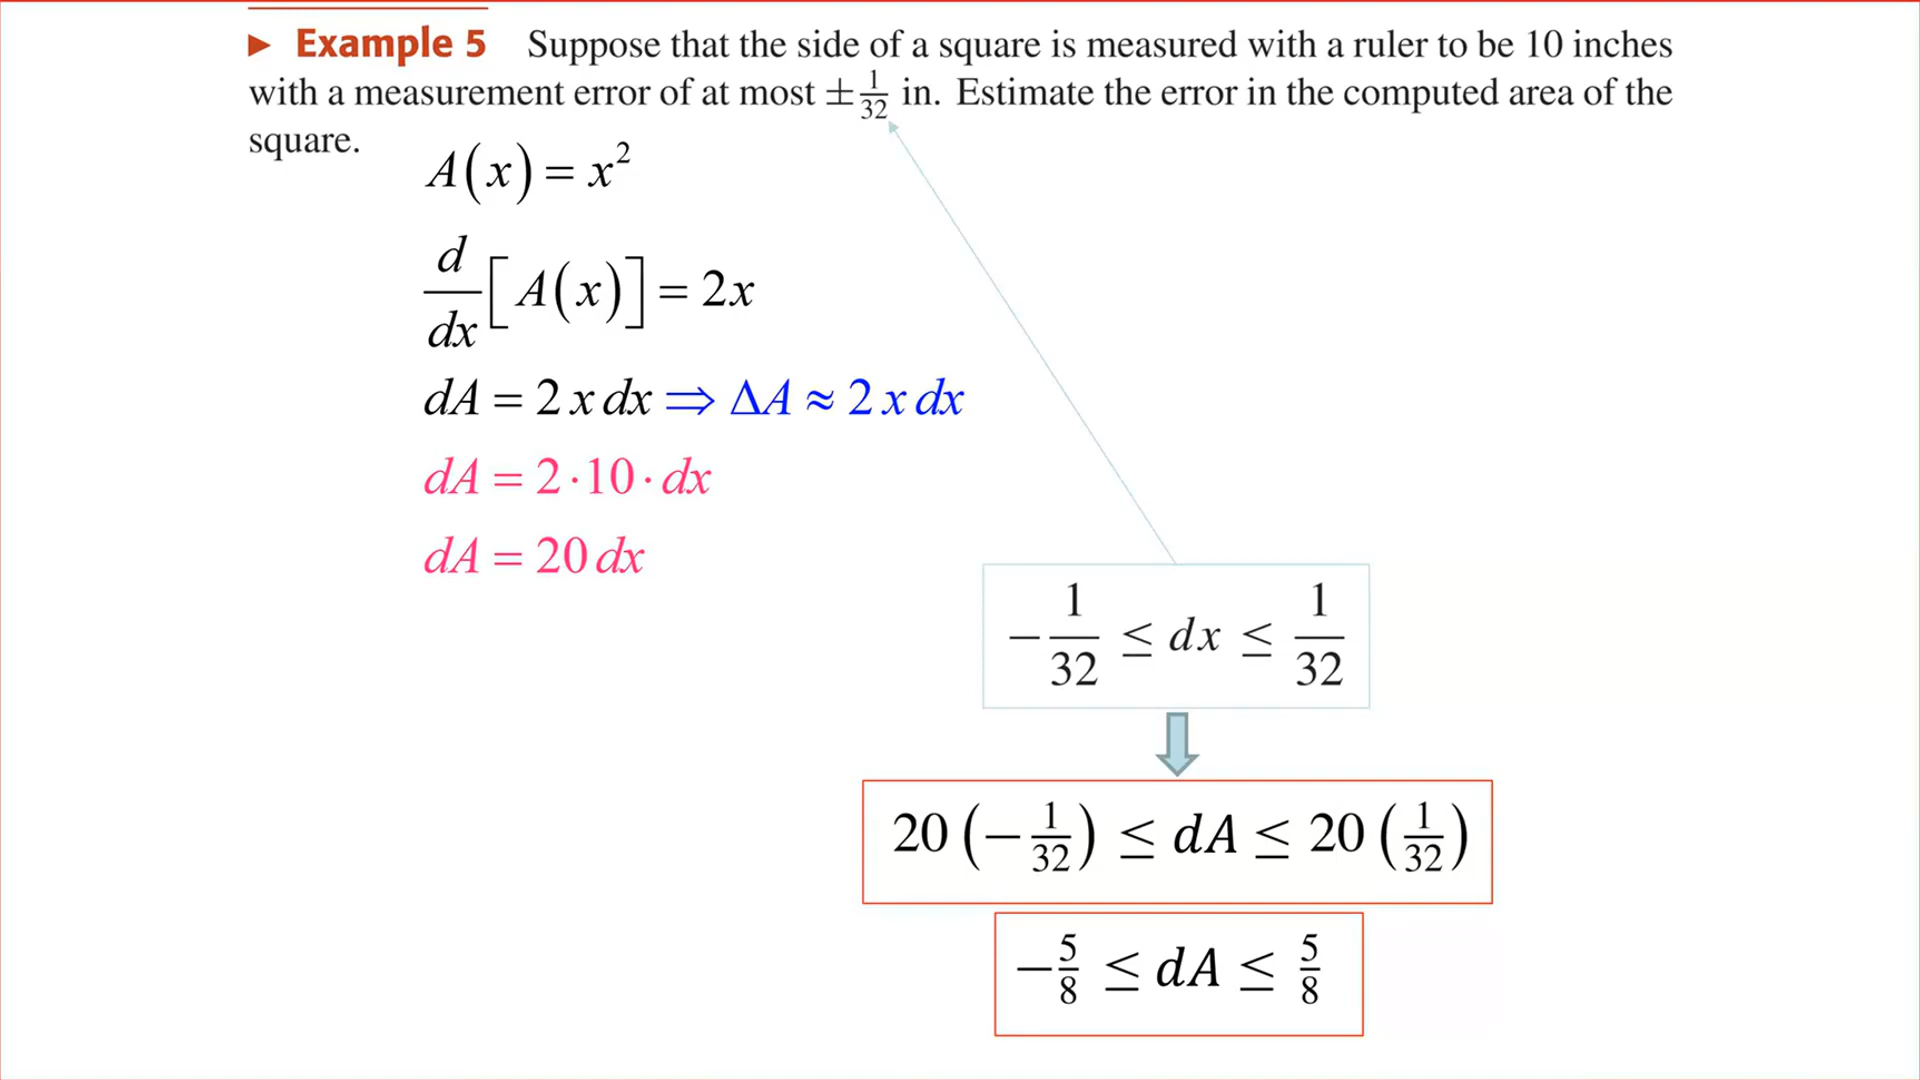 ► Example 5 Suppose that the side of a square is measured with a ruler to be 10 inches
with a measurement error of at most ±1/32 in. Estimate the error in the computed area of the
square.
A(x) = x²
d/dx [A(x)] = 2x
dA = 2x dx ⇒ ΔA ≈ 2x dx
dA = 2·10·dx
dA = 20 dx
−1/32 ≤ dx ≤ 1/32
20(−1/32) ≤ dA ≤ 20(1/32)
−5/8 ≤ dA ≤ 5/8